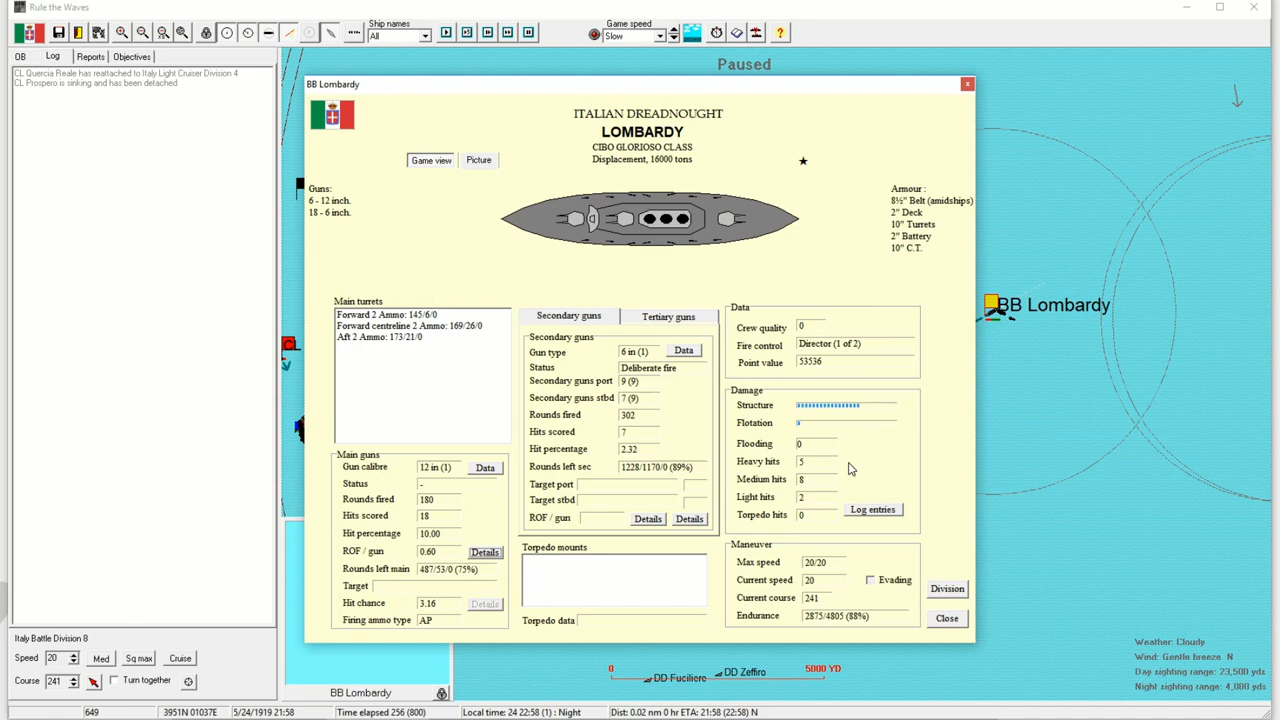 Rule the Waves
Ship names
All
Game speed
Slow
OB
Log
Reports
Objectives
CL Quercia Reale has reattached to Italy Light Cruiser Division 4
CL Prospero is sinking and has been detached
Paused
BB Lombardy
ITALIAN DREADNOUGHT
LOMBARDY
CIBO GLORIOSO CLASS
Displacement, 16000 tons
Game view
Picture
Guns:
6 - 12 inch.
18 - 6 inch.
Armour :
8½" Belt (amidships)
2" Deck
10" Turrets
2" Battery
10" C.T.
Main turrets
Forward 2 Ammo: 145/6/0
Forward centreline 2 Ammo: 169/26/0
Aft 2 Ammo: 173/21/0
Main guns
Gun calibre 12 in (1) Data
Status -
Rounds fired 180
Hits scored 18
Hit percentage 10.00
ROF / gun 0.60 Details
Rounds left main 487/53/0 (75%)
Target
Hit chance 3.16 Details
Firing ammo type AP
Secondary guns
Tertiary guns
Secondary guns
Gun type 6 in (1) Data
Status Deliberate fire
Secondary guns port 9 (9)
Secondary guns stbd 7 (9)
Rounds fired 302
Hits scored 7
Hit percentage 2.32
Rounds left sec 1228/1170/0 (89%)
Target port
Target stbd
ROF / gun Details Details
Torpedo mounts
Torpedo data
Data
Crew quality 0
Fire control Director (1 of 2)
Point value 53536
Damage
Structure
Flotation
Flooding 0
Heavy hits 5
Medium hits 8
Light hits 2
Torpedo hits 0
Log entries
Maneuver
Max speed 20/20
Current speed 20 Evading
Current course 241
Endurance 2875/4805 (88%)
Division
Close
BB Lombardy
CL
Italy Battle Division 8
Speed 20 Med Sq max Cruise
Course 241 Turn together
BB Lombardy
0 5000 YD
DD Fuciliere
DD Zeffiro
Weather: Cloudy
Wind: Gentle breeze N
Day sighting range: 23,500 yards
Night sighting range: 4,000 yards
649
3951N 01037E
5/24/1919 21:58
Time elapsed 256 (800)
Local time: 24 22:58 (1) : Night
Dist: 0.02 nm 0 hr ETA: 21:58 (22:58) N